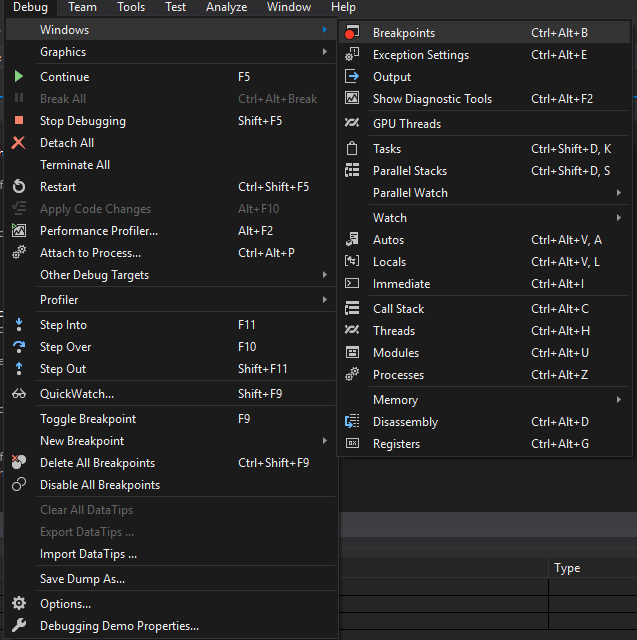 Debug Team Tools Test Analyze Window Help
Windows
Graphics
Continue F5
Break All Ctrl+Alt+Break
Stop Debugging Shift+F5
Detach All
Terminate All
Restart Ctrl+Shift+F5
Apply Code Changes Alt+F10
Performance Profiler... Alt+F2
Attach to Process... Ctrl+Alt+P
Other Debug Targets
Profiler
Step Into F11
Step Over F10
Step Out Shift+F11
QuickWatch... Shift+F9
Toggle Breakpoint F9
New Breakpoint
Delete All Breakpoints Ctrl+Shift+F9
Disable All Breakpoints
Clear All DataTips
Export DataTips ...
Import DataTips ...
Save Dump As...
Options...
Debugging Demo Properties...
Breakpoints Ctrl+Alt+B
Exception Settings Ctrl+Alt+E
Output
Show Diagnostic Tools Ctrl+Alt+F2
GPU Threads
Tasks Ctrl+Shift+D, K
Parallel Stacks Ctrl+Shift+D, S
Parallel Watch
Watch
Autos Ctrl+Alt+V, A
Locals Ctrl+Alt+V, L
Immediate Ctrl+Alt+I
Call Stack Ctrl+Alt+C
Threads Ctrl+Alt+H
Modules Ctrl+Alt+U
Processes Ctrl+Alt+Z
Memory
Disassembly Ctrl+Alt+D
Registers Ctrl+Alt+G
Type